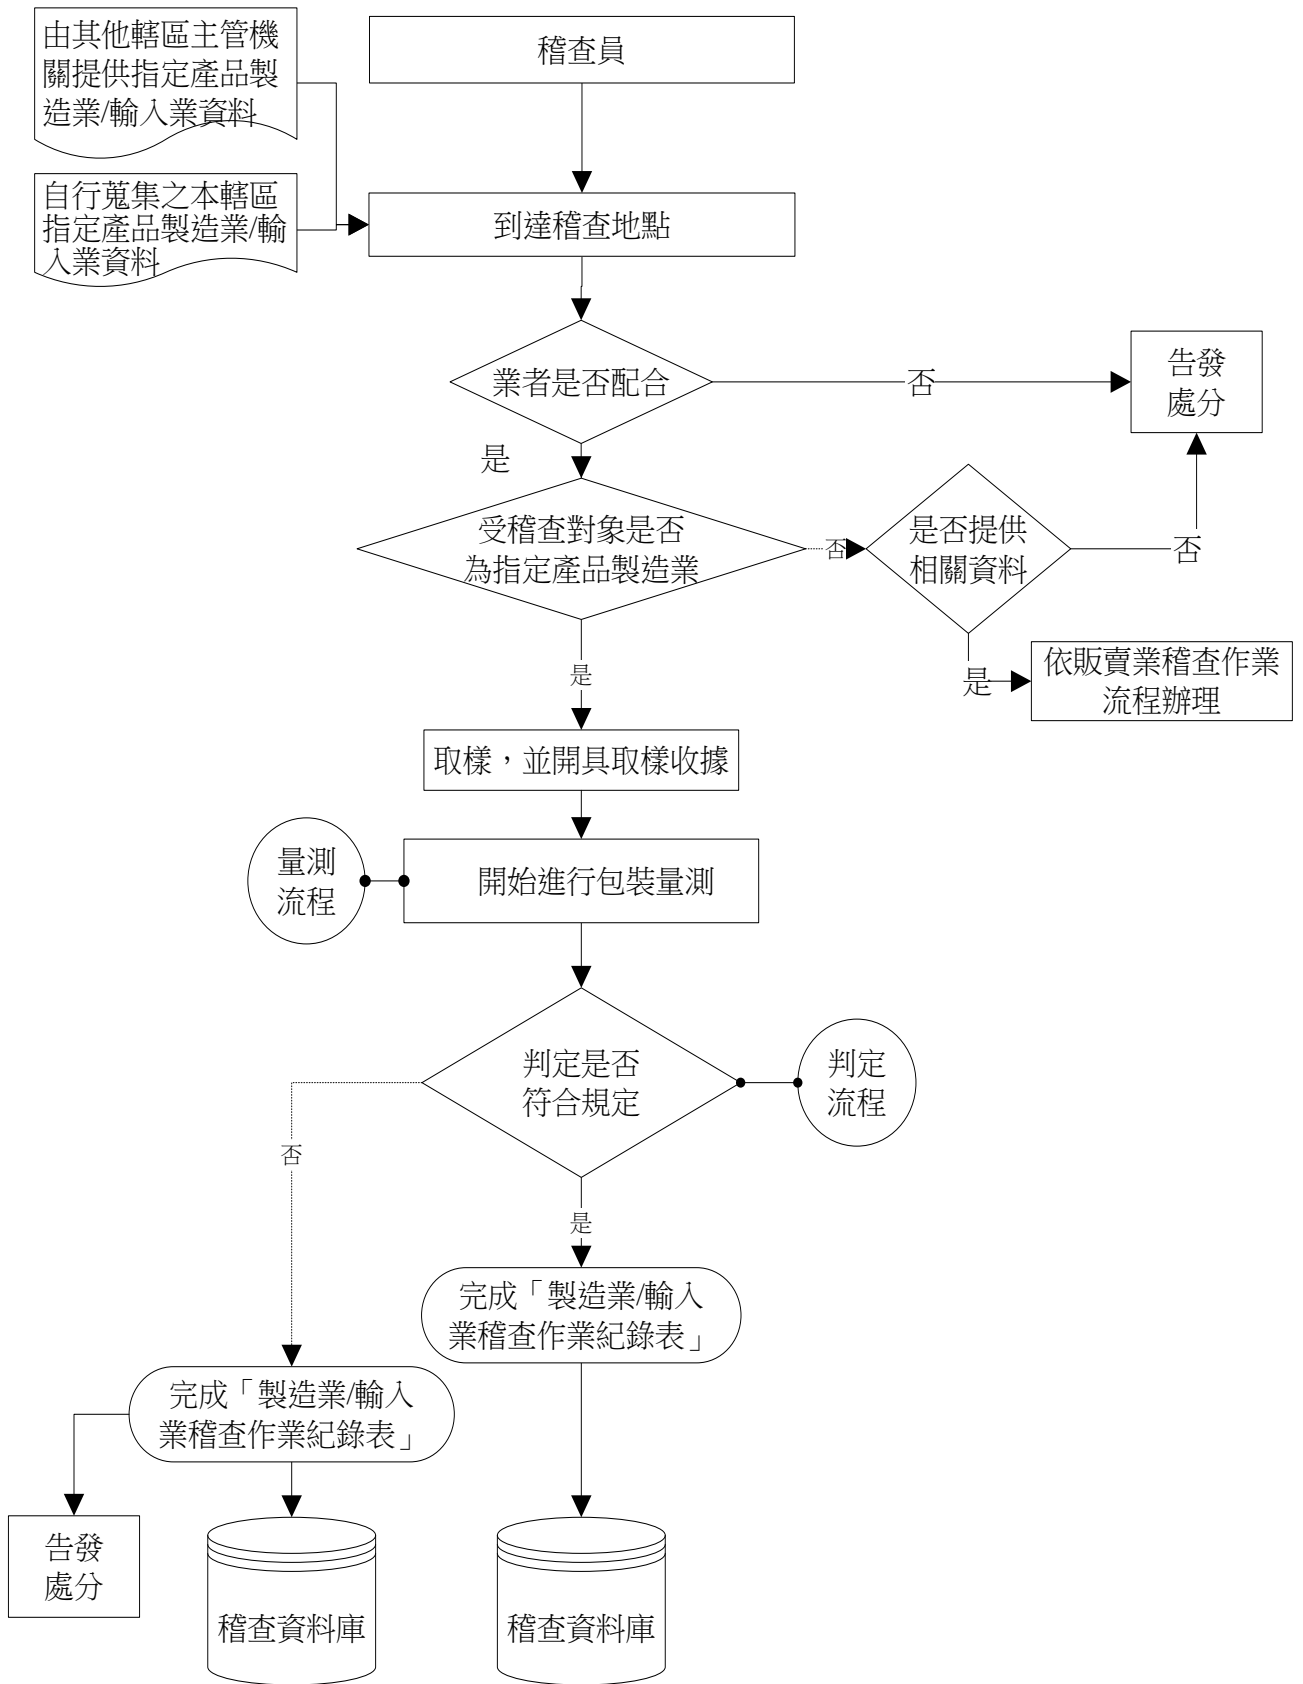 由其他轄區主管機
關提供指定產品製
造業/輸入業資料
稽查員
自行蒐集之本轄區
指定產品製造業/輸
入業資料
到達稽查地點
業者是否配合
否
告發
處分
是
受稽查對象是否
為指定產品製造業
否
是否提供
相關資料
否
是
依販賣業稽查作業
流程辦理
是
取樣，並開具取樣收據
量測
流程
開始進行包裝量測
判定是否
符合規定
判定
流程
否
是
完成「製造業/輸入
業稽查作業紀錄表」
完成「製造業/輸入
業稽查作業紀錄表」
告發
處分
稽查資料庫
稽查資料庫